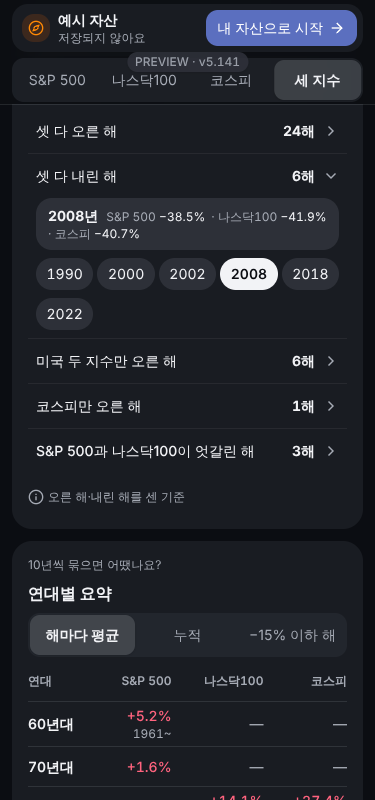 예시 자산
저장되지 않아요
내 자산으로 시작 →
PREVIEW · v5.141
S&P 500 나스닥100 코스피 세 지수
셋 다 오른 해 24해
셋 다 내린 해 6해
2008년 S&P 500 −38.5% · 나스닥100 −41.9%
· 코스피 −40.7%
1990 2000 2002 2008 2018
2022
미국 두 지수만 오른 해 6해
코스피만 오른 해 1해
S&P 500과 나스닥100이 엇갈린 해 3해
오른 해·내린 해를 센 기준
10년씩 묶으면 어땠나요?
연대별 요약
해마다 평균 누적 −15% 이하 해
연대 S&P 500 나스닥100 코스피
60년대 +5.2% — —
1961~
70년대 +1.6% — —